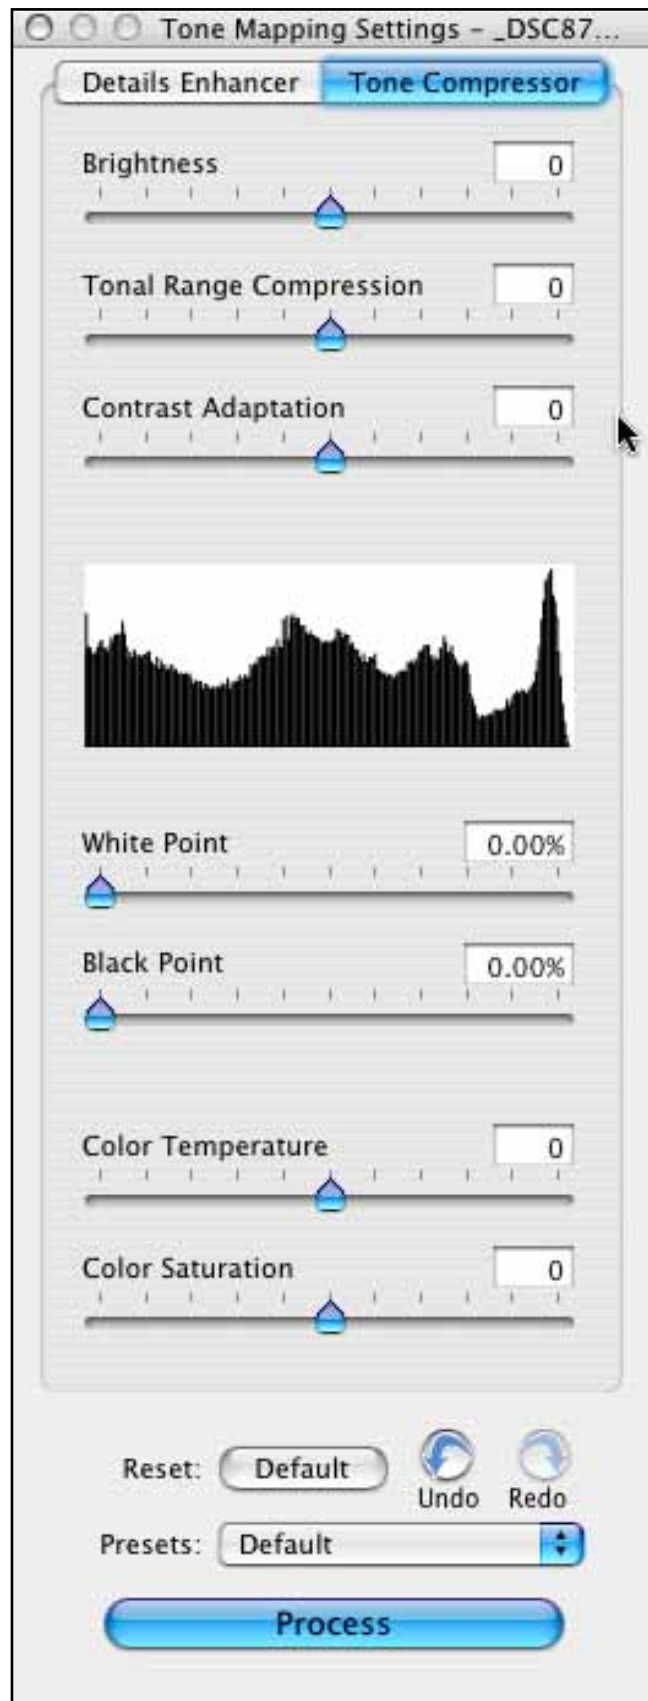 Tone Mapping Settings – _DSC87...
Details Enhancer Tone Compressor
Brightness 0
Tonal Range Compression 0
Contrast Adaptation 0
White Point 0.00%
Black Point 0.00%
Color Temperature 0
Color Saturation 0
Reset: Default
Undo Redo
Presets: Default
Process